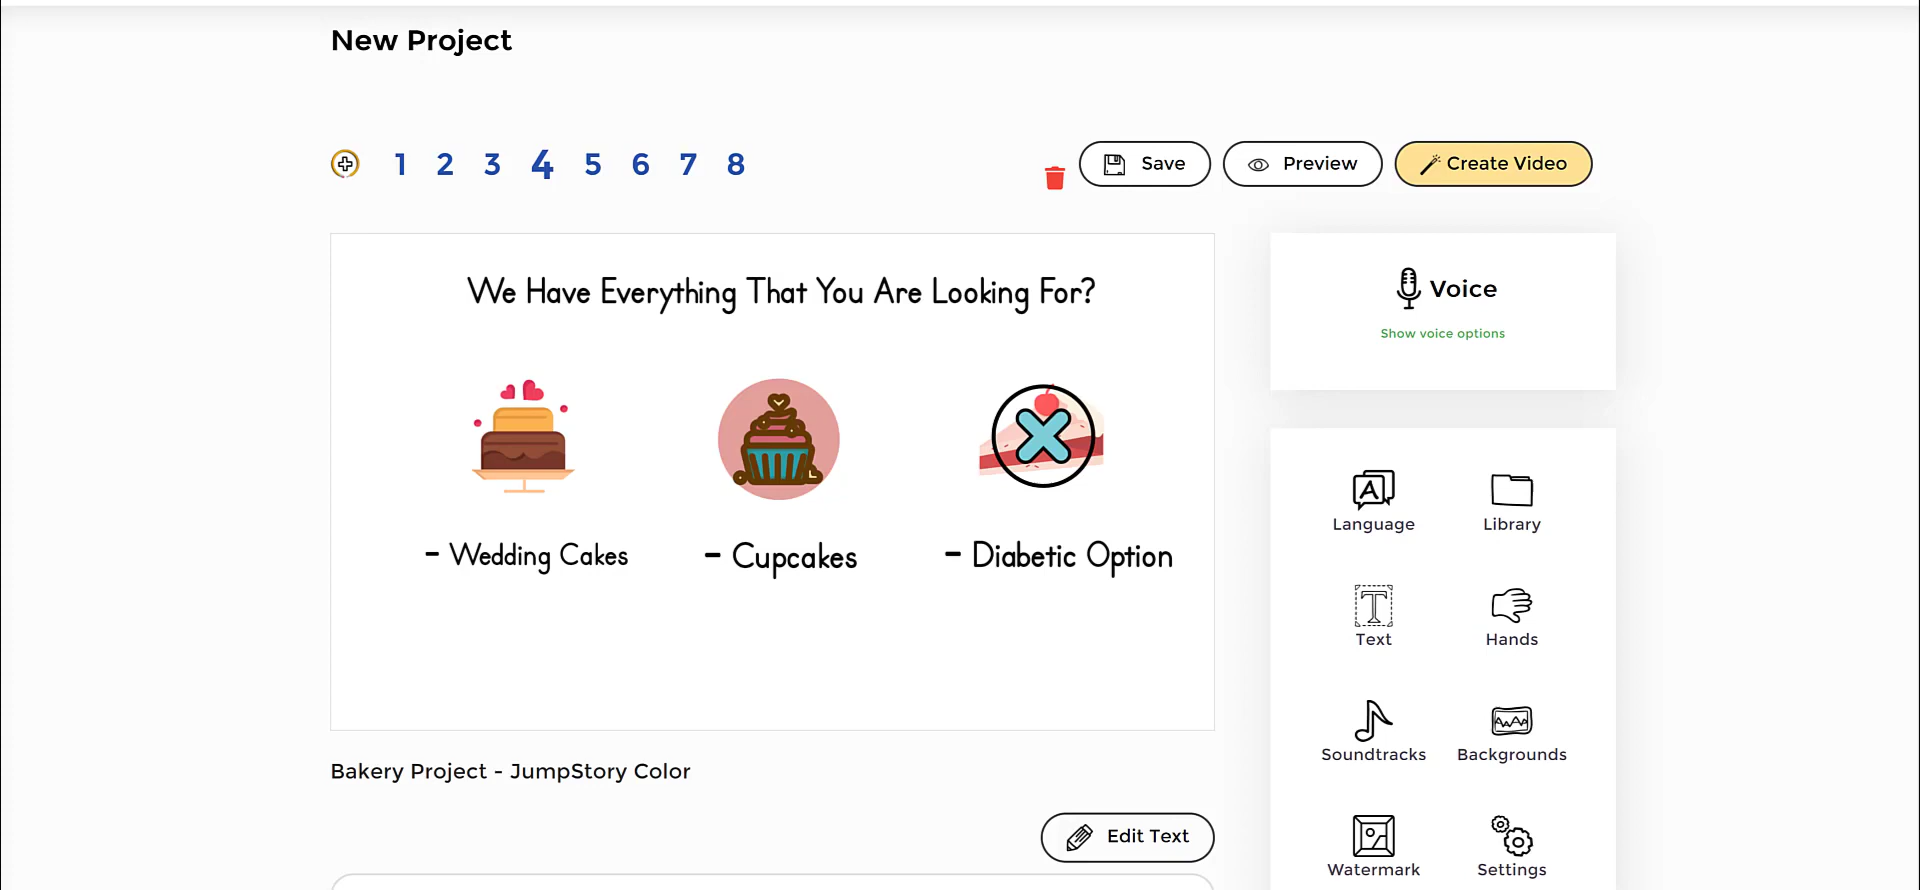 New Project
1 2 3 4 5 6 7 8
Save
Preview
Create Video
We Have Everything That You Are Looking For?
- Wedding Cakes
- Cupcakes
- Diabetic Option
Voice
Show voice options
Language
Library
Text
Hands
Soundtracks
Backgrounds
Watermark
Settings
Bakery Project - JumpStory Color
Edit Text